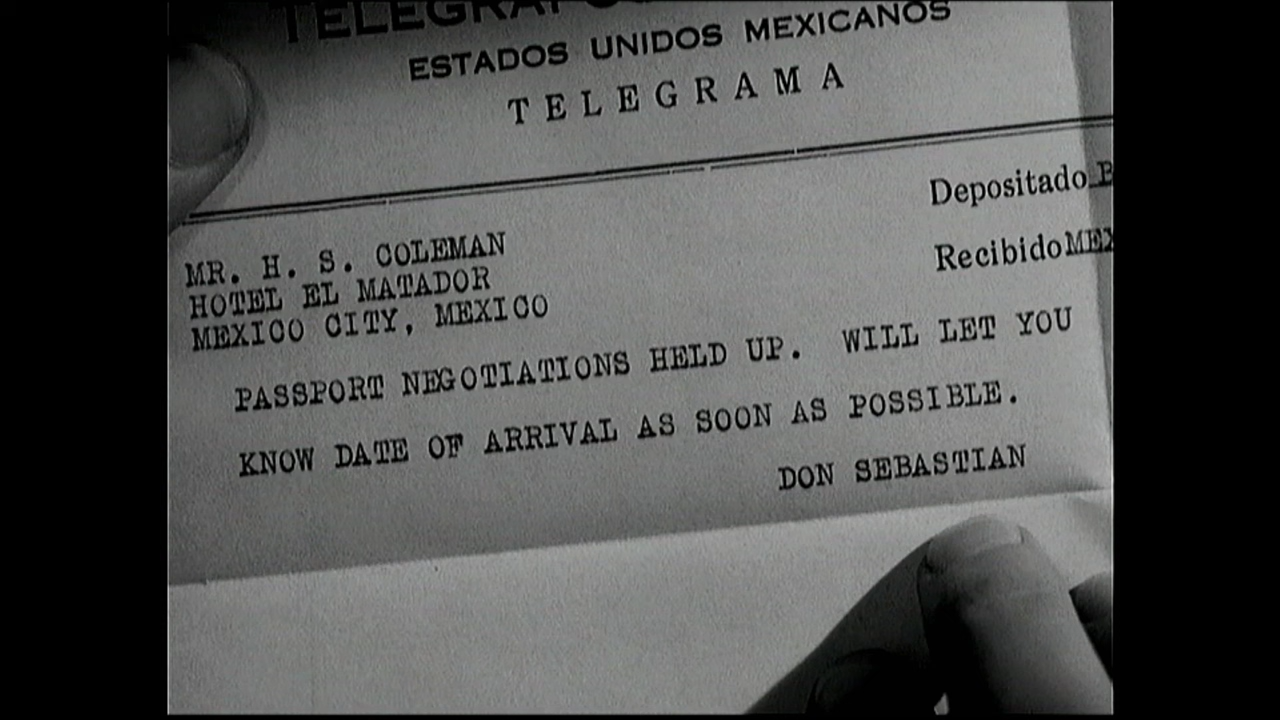 ESTADOS UNIDOS MEXICANOS
TELEGRAMA
Depositado
Recibido MEX
MR. H. S. COLEMAN
HOTEL EL MATADOR
MEXICO CITY, MEXICO
PASSPORT NEGOTIATIONS HELD UP. WILL LET YOU
KNOW DATE OF ARRIVAL AS SOON AS POSSIBLE.
DON SEBASTIAN